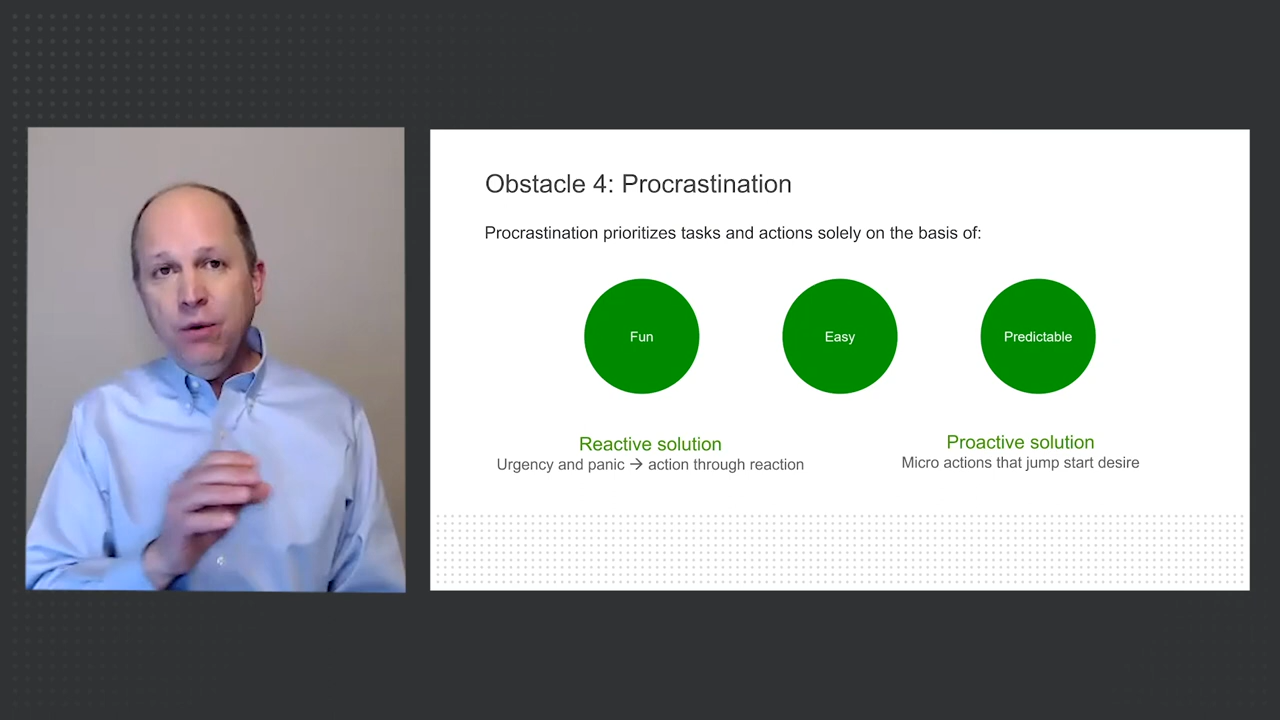 Obstacle 4: Procrastination
Procrastination prioritizes tasks and actions solely on the basis of:
Fun
Easy
Predictable
Reactive solution
Urgency and panic → action through reaction
Proactive solution
Micro actions that jump start desire